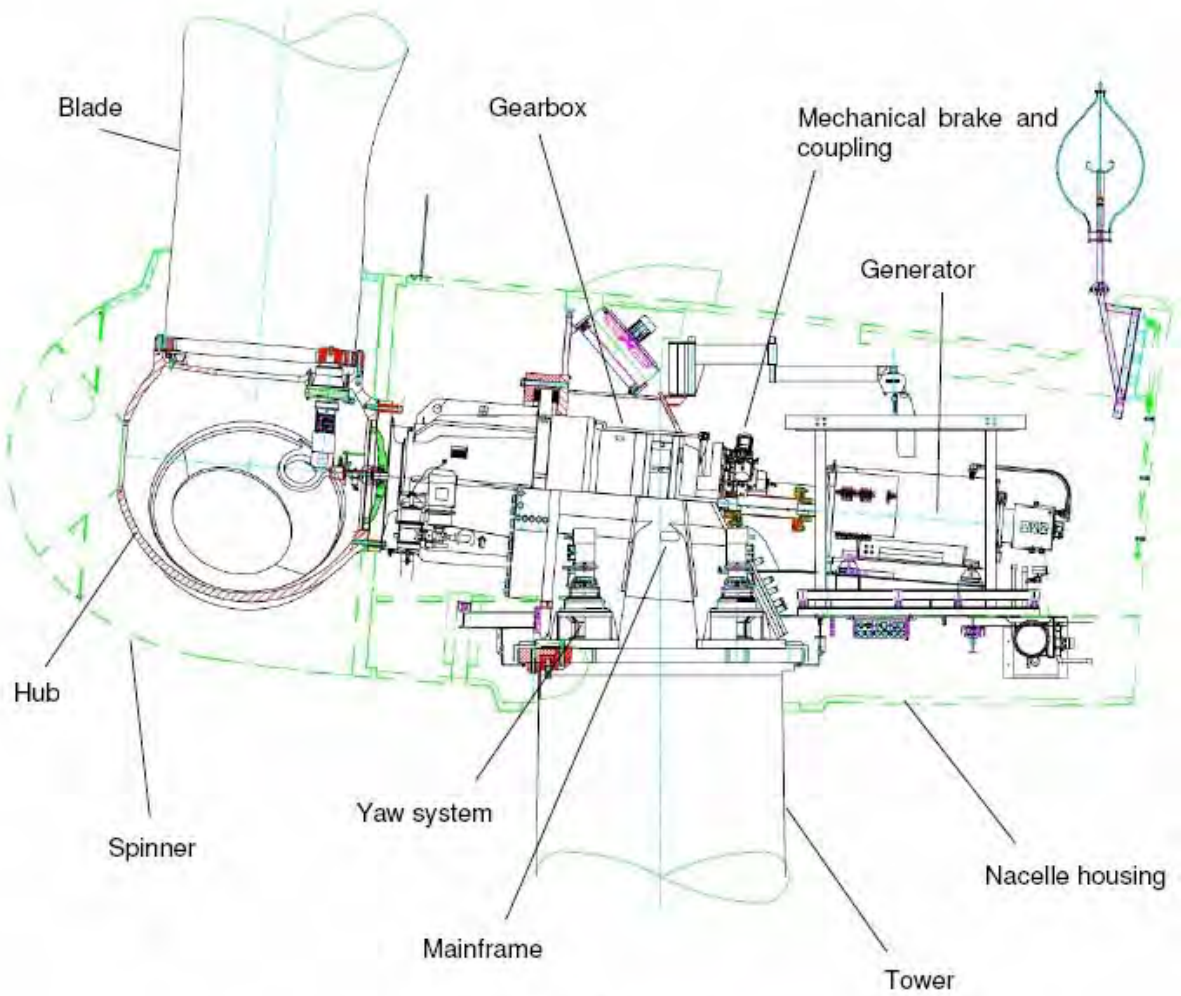 Blade
Gearbox
Mechanical brake and
coupling
Generator
Hub
Yaw system
Spinner
Nacelle housing
Mainframe
Tower